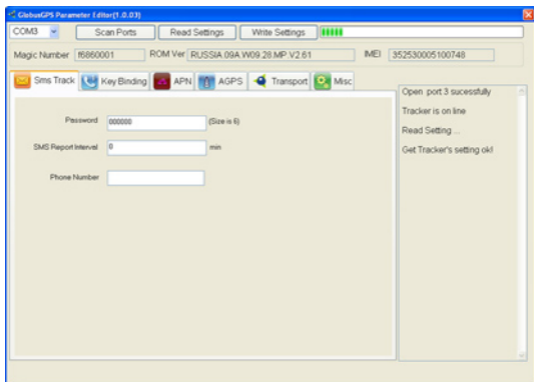 GlobusGPS Parameter Editor(1.0.03)
COM3 Scan Ports Read Settings Write Settings
Magic Number f6860001 ROM Ver RUSSIA.09A.W09.28.MP.V2.61 IMEI 352530005100748
Sms Track Key Binding APN AGPS Transport Misc
Open port 3 sucessfully
Tracker is on line
Password 000000 (Size is 6)
Read Setting ...
SMS Report Interval 0 min
Get Tracker's setting ok!
Phone Number